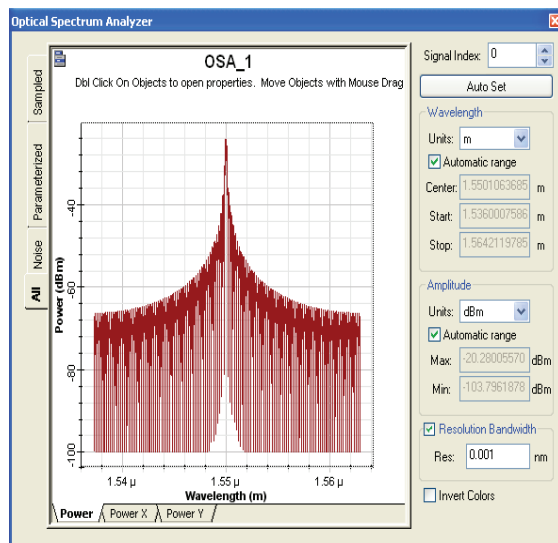 Optical Spectrum Analyzer
OSA_1
Dbl Click On Objects to open properties. Move Objects with Mouse Drag
Sampled
Parameterized
Noise
All
Power (dBm)
-40
-60
-80
-100
1.54 µ
1.55 µ
1.56 µ
Wavelength (m)
Power
Power X
Power Y
Signal Index: 0
Auto Set
Wavelength
Units: m
Automatic range
Center: 1.5501063685 m
Start: 1.5360007586 m
Stop: 1.5642119785 m
Amplitude
Units: dBm
Automatic range
Max: -20.28005570 dBm
Min: -103.7961878 dBm
Resolution Bandwidth
Res: 0.001 nm
Invert Colors